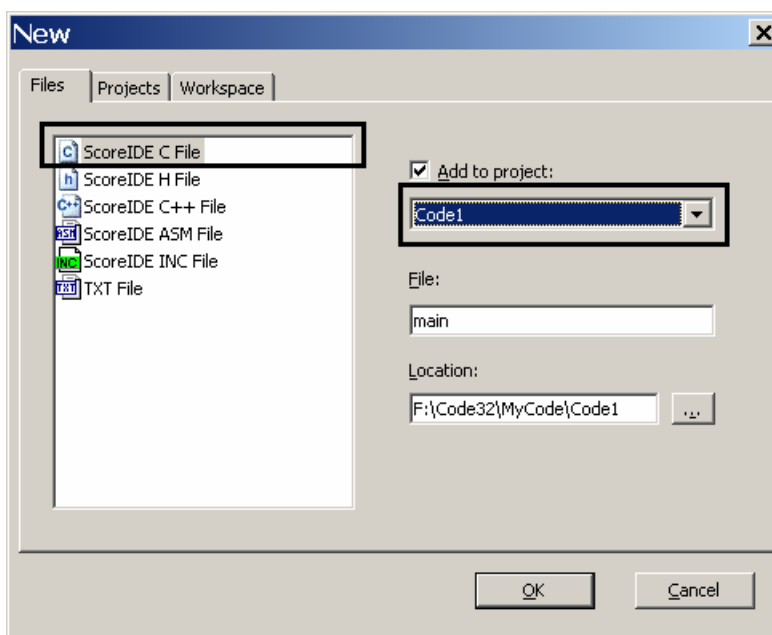 New
Files Projects Workspace
ScoreIDE C File
ScoreIDE H File
ScoreIDE C++ File
ScoreIDE ASM File
ScoreIDE INC File
TXT File
Add to project:
Code1
File:
main
Location:
F:\Code32\MyCode\Code1 ...
OK Cancel